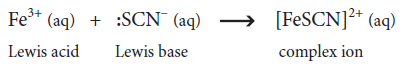 Fe³⁺ (aq) + :SCN⁻ (aq) ⟶ [FeSCN]²⁺ (aq)
Lewis acid Lewis base complex ion